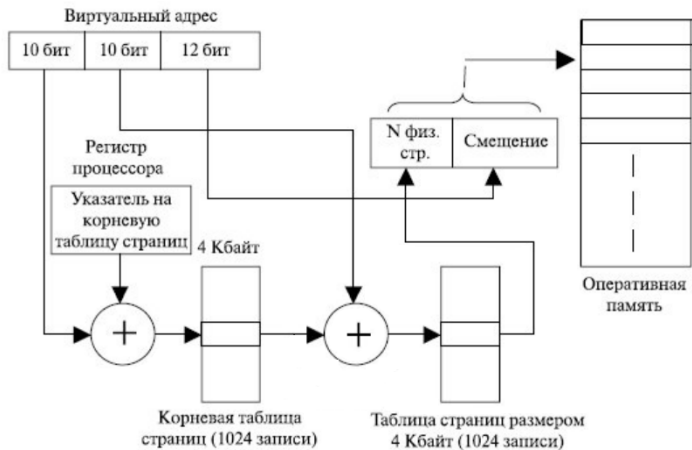 Виртуальный адрес
10 бит
10 бит
12 бит
Регистр
процессора
Указатель на
корневую
таблицу страниц
N физ.
стр.
Смещение
4 Кбайт
Оперативная
память
Корневая таблица
страниц (1024 записи)
Таблица страниц размером
4 Кбайт (1024 записи)